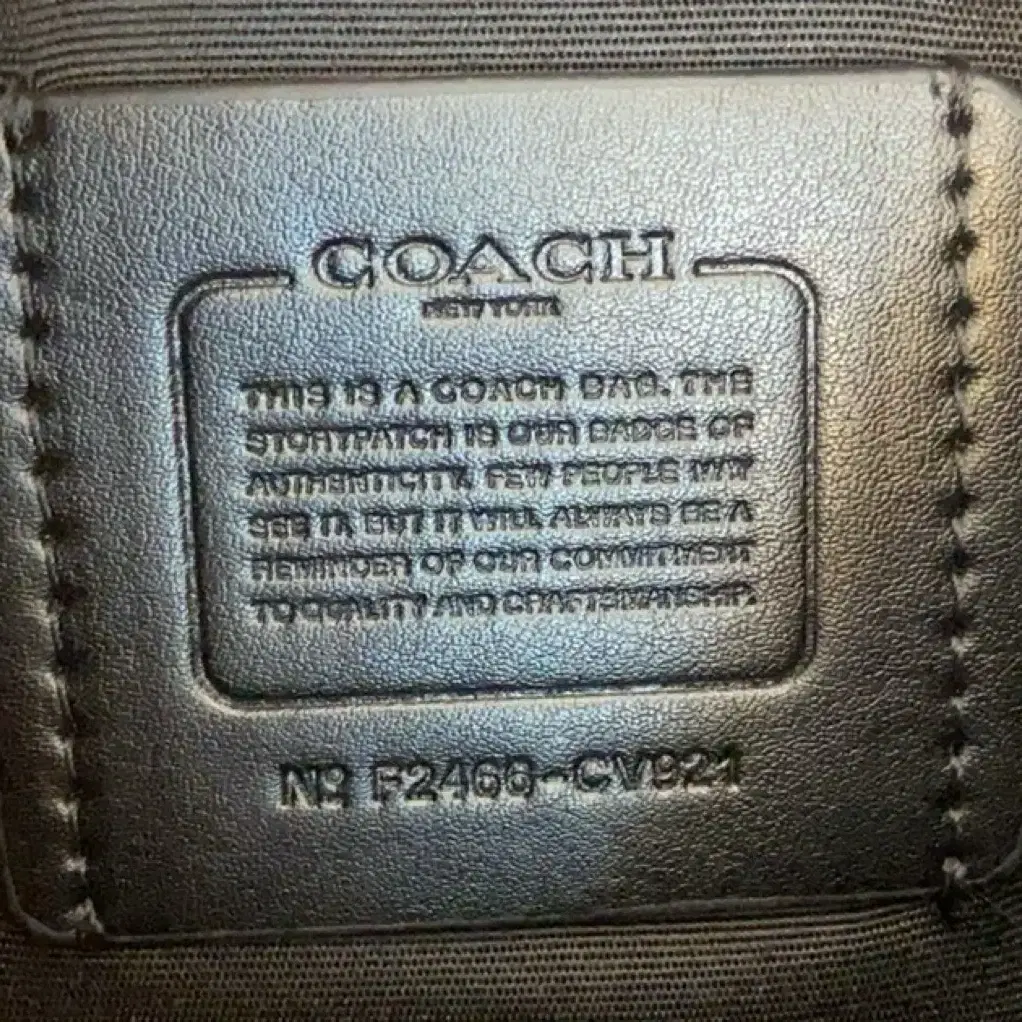 COACH
NEW YORK
THIS IS A COACH BAG. THE
STORYPATCH IS OUR BADGE OF
AUTHENTICITY. FEW PEOPLE MAY
SEE IT, BUT IT WILL ALWAYS BE A
REMINDER OF OUR COMMITMENT
TO QUALITY AND CRAFTSMANSHIP.
Nº F2466-CV921